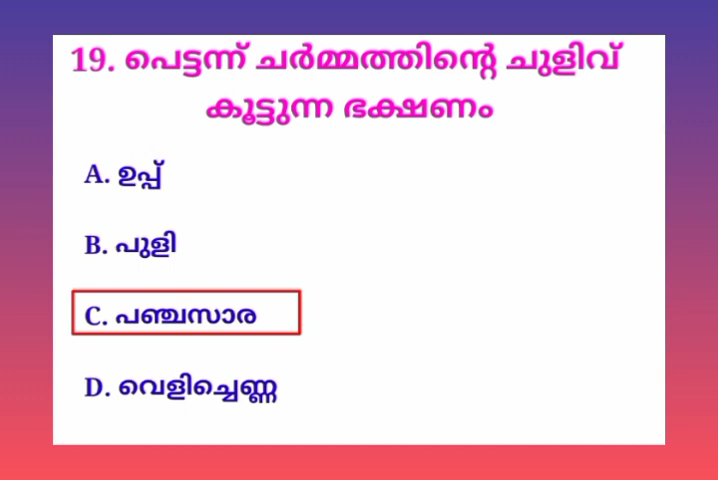 19. പെട്ടന്ന് ചർമ്മത്തിന്റെ ചുളിവ്
കൂട്ടുന്ന ഭക്ഷണം
A. ഉപ്പ്
B. പുളി
C. പഞ്ചസാര
D. വെളിച്ചെണ്ണ